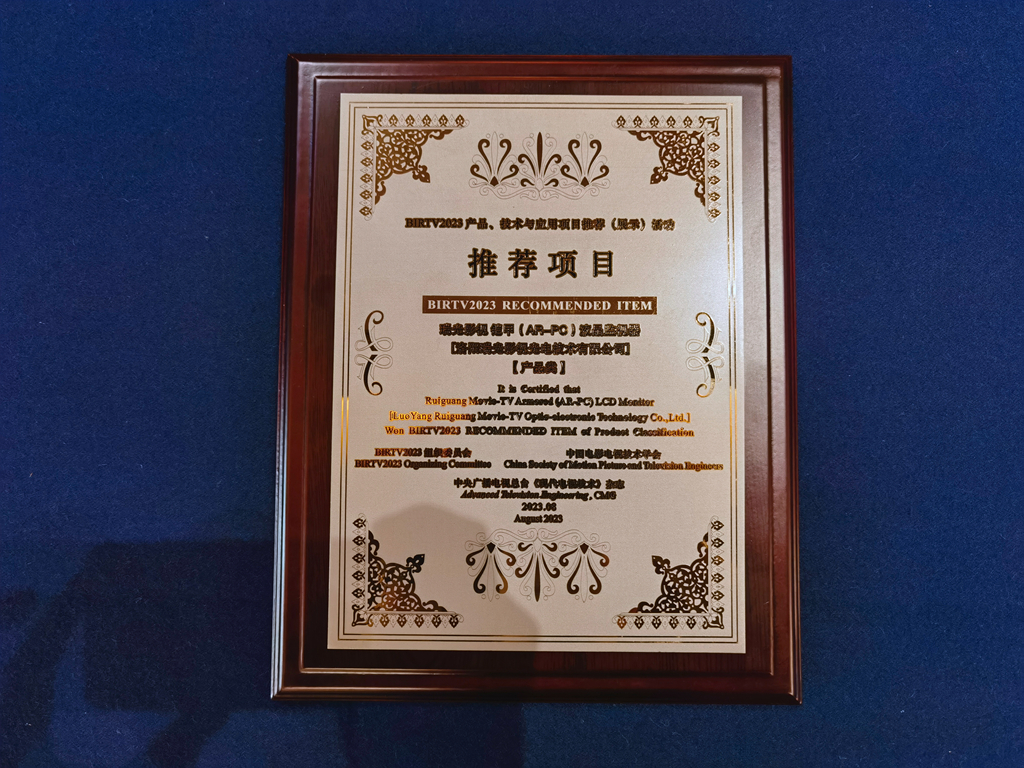 BIRTV2023 产品、技术与应用项目推荐（展示）活动
推荐项目
BIRTV2023 RECOMMENDED ITEM
瑞光影视 铠甲（AR-PC）液晶监视器
[洛阳瑞光影视光电技术有限公司]
【产品类】
It is Certified that
Ruiguang Movie-TV Armored (AR-PC) LCD Monitor
[LuoYang Ruiguang Movie-TV Optic-electronic Technology Co.,Ltd.]
Won BIRTV2023 RECOMMENDED ITEM of Product Classification
BIRTV2023 组织委员会 中国电影电视技术学会
BIRTV2023 Organizing Committee China Society of Motion Picture and Television Engineers
中央广播电视总台《现代电视技术》杂志
Advanced Television Engineering , CMG
2023.08
August 2023